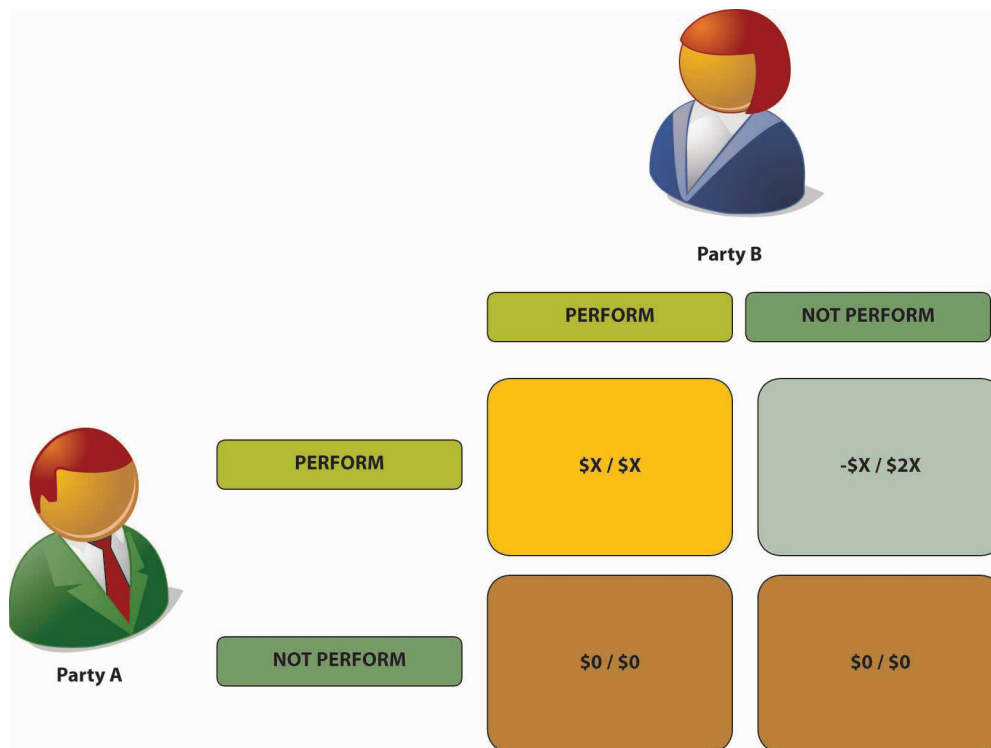 Party B
PERFORM NOT PERFORM
PERFORM $X / $X -$X / $2X
Party A
NOT PERFORM $0 / $0 $0 / $0